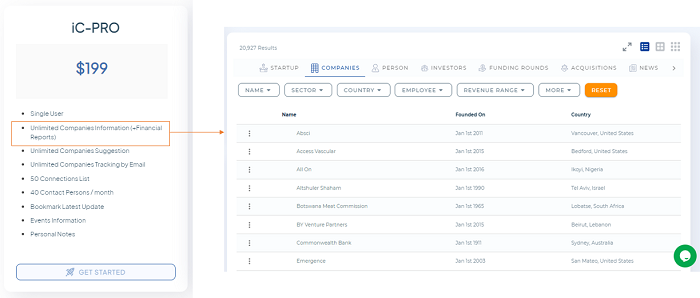 iC-PRO
$199
Single User
Unlimited Companies Information (+Financial
Reports)
Unlimited Companies Suggestion
Unlimited Companies Tracking by Email
50 Connections List
40 Contact Persons / month
Bookmark Latest Update
Events Information
Personal Notes
GET STARTED
20,927 Results
STARTUP COMPANIES PERSON INVESTORS FUNDING ROUNDS ACQUISITIONS NEWS
NAME SECTOR COUNTRY EMPLOYEE REVENUE RANGE MORE RESET
Name Founded On Country
Absci Jan 1st 2011 Vancouver, United States
Access Vascular Jan 1st 2015 Bedford, United States
All On Jan 1st 2016 Ikoyi, Nigeria
Altshuler Shaham Jan 1st 1990 Tel Aviv, Israel
Botswana Meat Commission Jan 1st 1965 Lobatse, South Africa
BY Venture Partners Jan 1st 2015 Beirut, Lebanon
Commonwealth Bank Jan 1st 1911 Sydney, Australia
Emergence Jan 1st 2003 San Mateo, United States